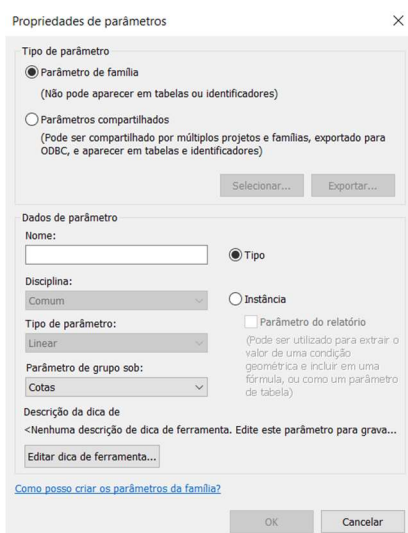 Propriedades de parâmetros
Tipo de parâmetro
Parâmetro de família
(Não pode aparecer em tabelas ou identificadores)
Parâmetros compartilhados
(Pode ser compartilhado por múltiplos projetos e famílias, exportado para
ODBC, e aparecer em tabelas e identificadores)
Selecionar...
Exportar...
Dados de parâmetro
Nome:
Tipo
Disciplina:
Comum
Instância
Tipo de parâmetro:
Linear
Parâmetro do relatório
(Pode ser utilizado para extrair o
valor de uma condição
geométrica e incluir em uma
fórmula, ou como um parâmetro
de tabela)
Parâmetro de grupo sob:
Cotas
Descrição da dica de
<Nenhuma descrição de dica de ferramenta. Edite este parâmetro para grava...
Editar dica de ferramenta...
Como posso criar os parâmetros da família?
OK
Cancelar